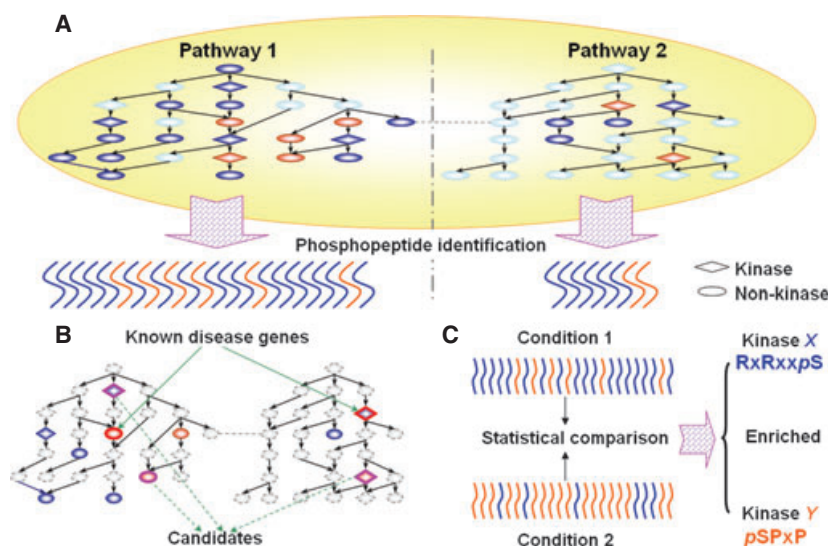 A
Pathway 1
Pathway 2
Phosphopeptide identification
Kinase
Non-kinase
B
Known disease genes
Candidates
C
Condition 1
Statistical comparison
Condition 2
Kinase X
RxRxxpS
Enriched
Kinase Y
pSPxP